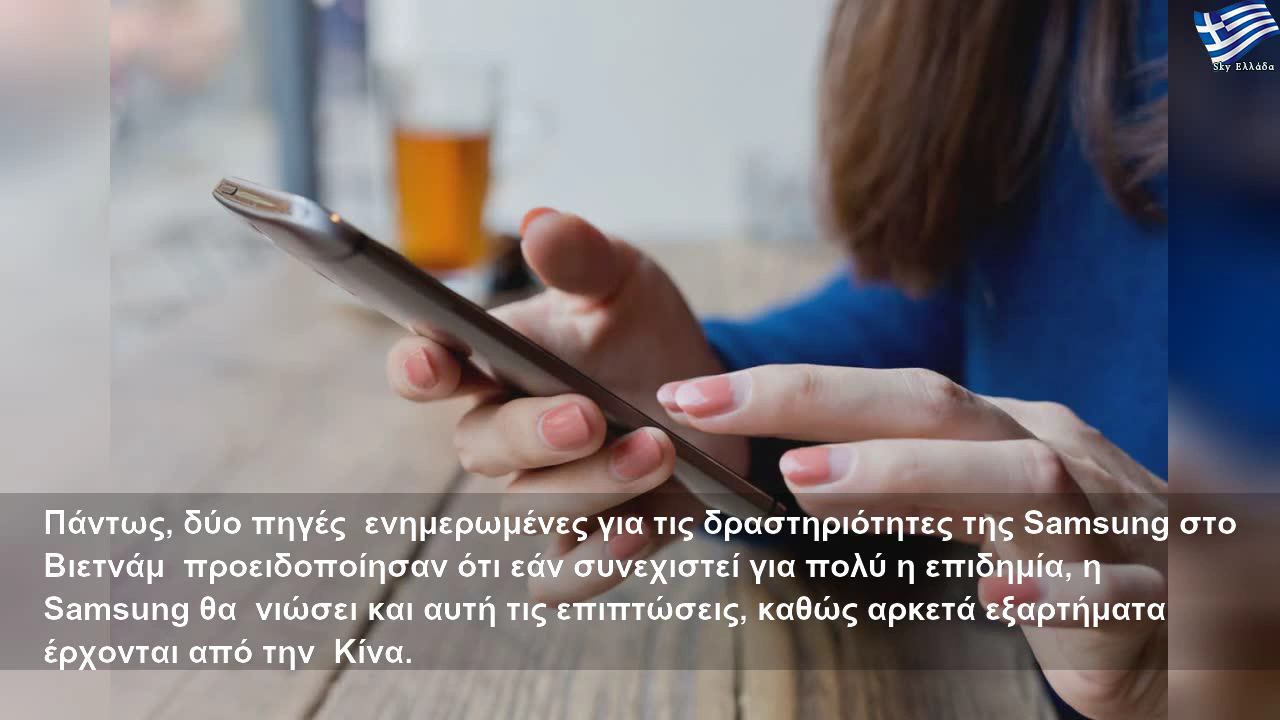 Sky Ελλάδα
Πάντως, δύο πηγές  ενημερωμένες για τις δραστηριότητες της Samsung στο
Βιετνάμ  προειδοποίησαν ότι εάν συνεχιστεί για πολύ η επιδημία, η
Samsung θα  νιώσει και αυτή τις επιπτώσεις, καθώς αρκετά εξαρτήματα
έρχονται από την  Κίνα.